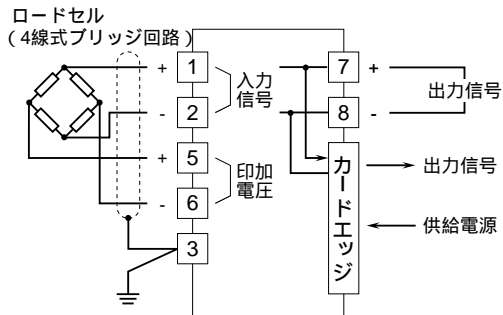 ロードセル
（4線式ブリッジ回路）
+ 1
- 2
入力
信号
+ 5
- 6
印加
電圧
3
7 +
8 -
出力信号
カードエッジ
出力信号
供給電源